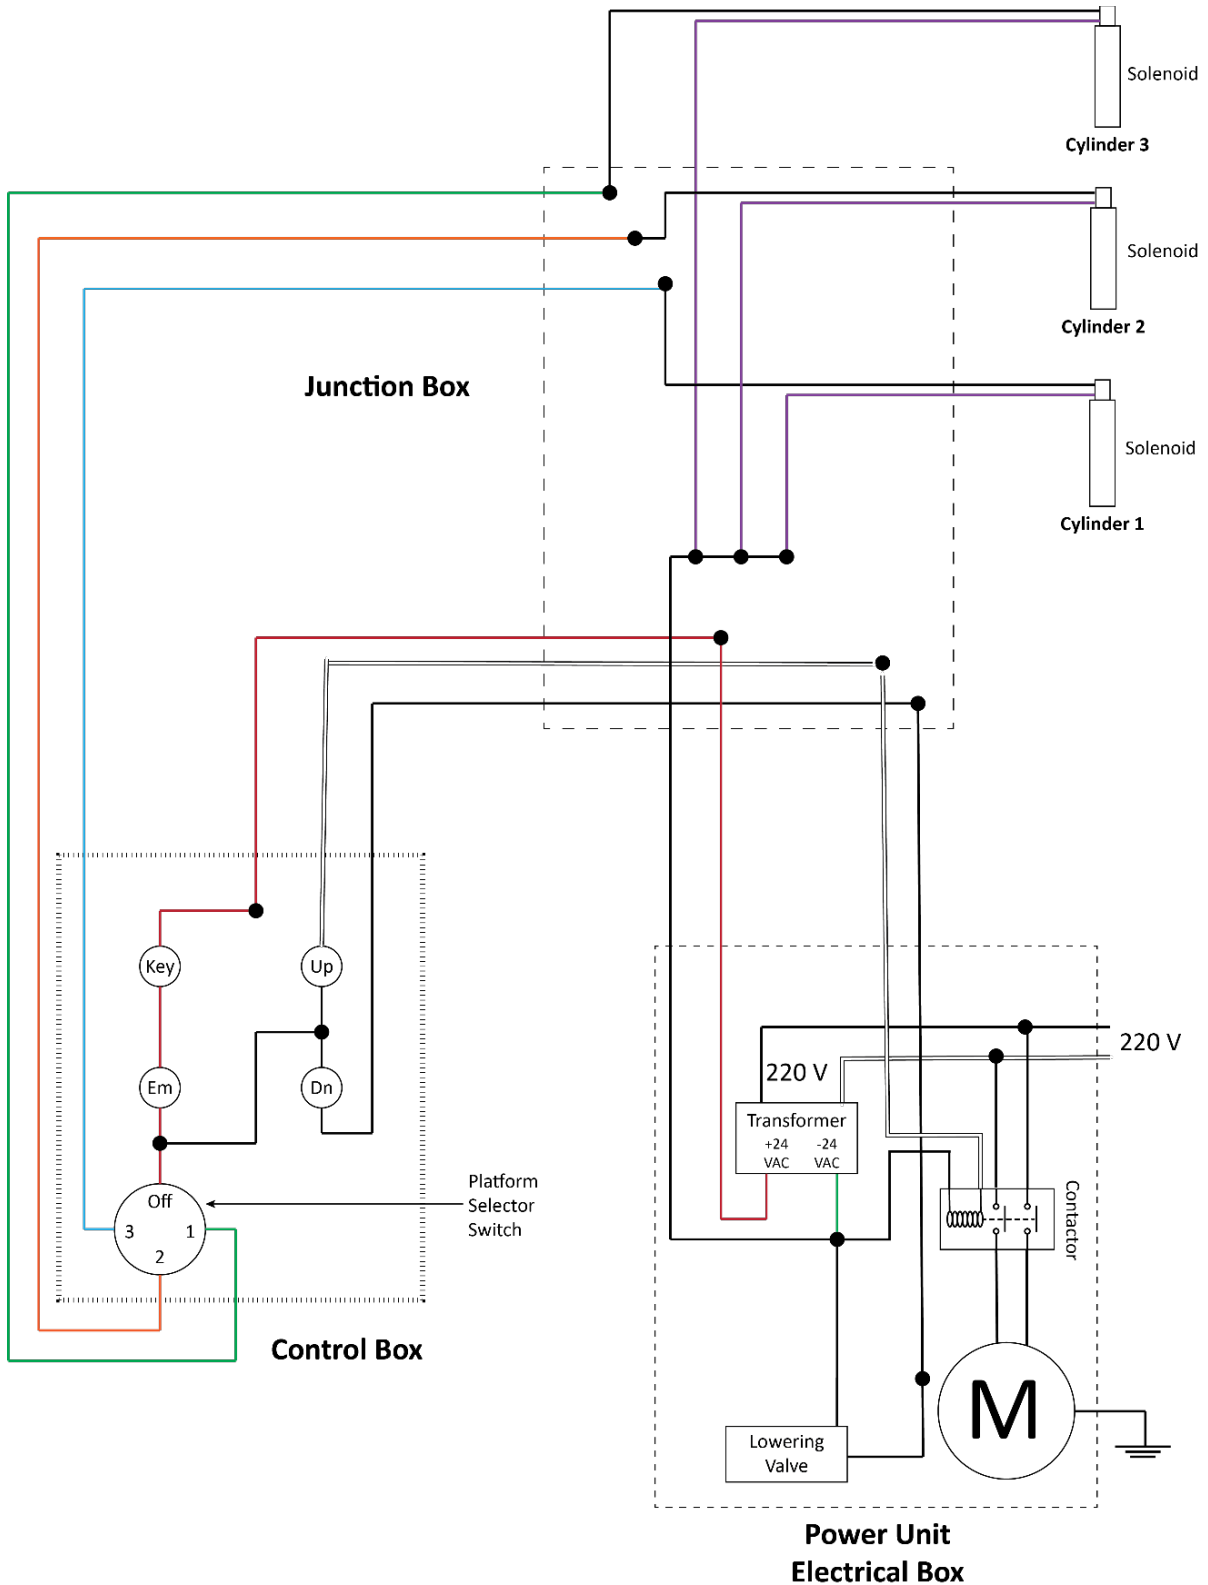 Solenoid
Cylinder 3
Solenoid
Cylinder 2
Junction Box
Solenoid
Cylinder 1
Key
Up
Em
Dn
220 V
220 V
Transformer
+24 -24
VAC VAC
Platform
Selector
Switch
Off
3 1
2
Contactor
Control Box
M
Lowering
Valve
Power Unit
Electrical Box